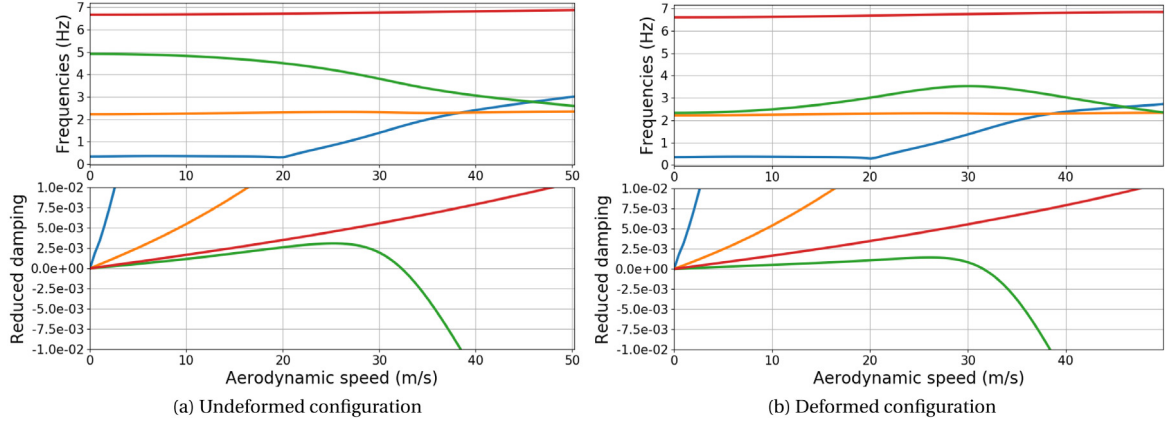 Frequencies (Hz)
7
6
5
4
3
2
1
0
0 10 20 30 40 50
Reduced damping
1.0e-02
7.5e-03
5.0e-03
2.5e-03
0.0e+00
-2.5e-03
-5.0e-03
-7.5e-03
-1.0e-02
0 10 20 30 40 50
Aerodynamic speed (m/s)
(a) Undeformed configuration
Frequencies (Hz)
7
6
5
4
3
2
1
0
0 10 20 30 40
Reduced damping
1.0e-02
7.5e-03
5.0e-03
2.5e-03
0.0e+00
-2.5e-03
-5.0e-03
-7.5e-03
-1.0e-02
0 10 20 30 40
Aerodynamic speed (m/s)
(b) Deformed configuration